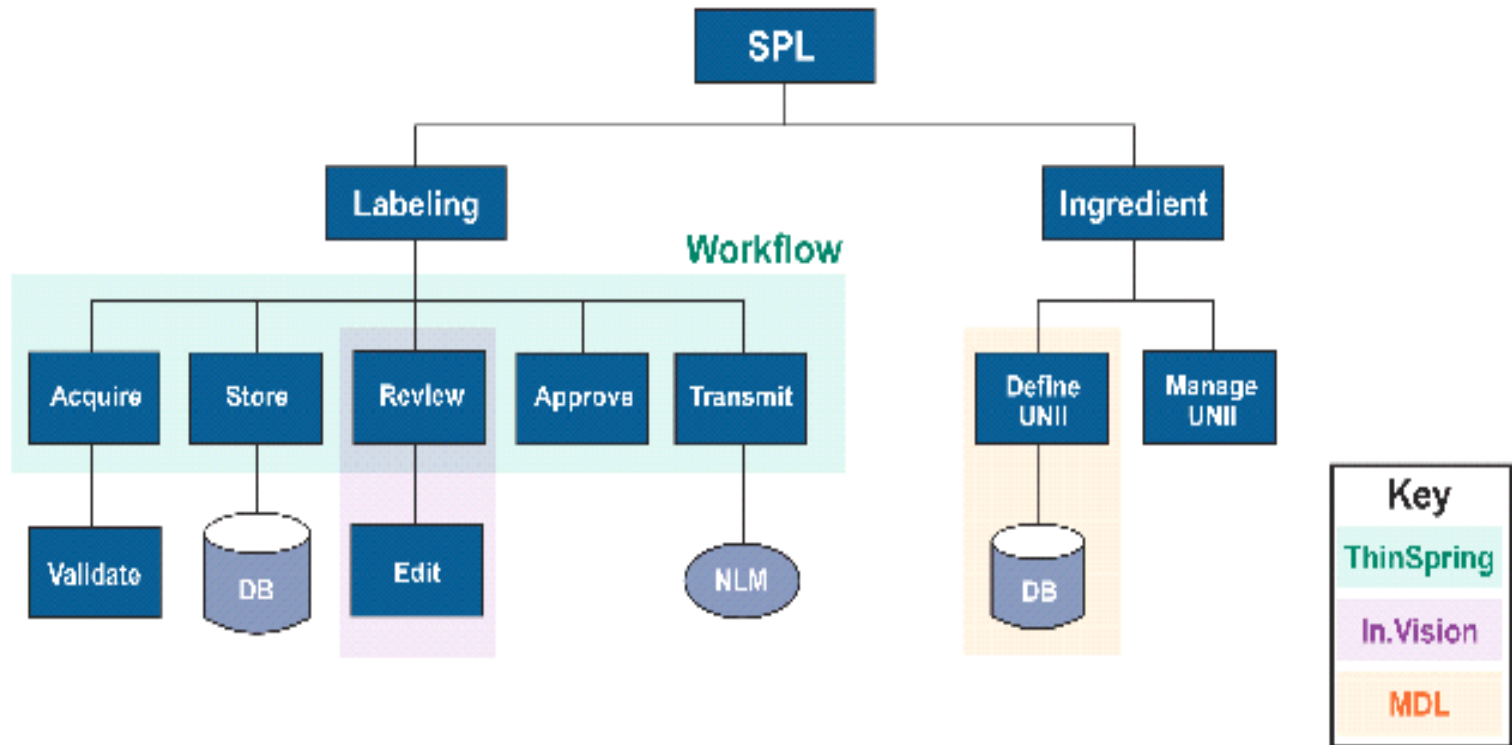 SPL
Labeling
Ingredient
Workflow
Acquire
Store
Review
Approve
Transmit
Define
UNII
Manage
UNII
Validate
DB
Edit
NLM
DB
Key
ThinSpring
In.Vision
MDL